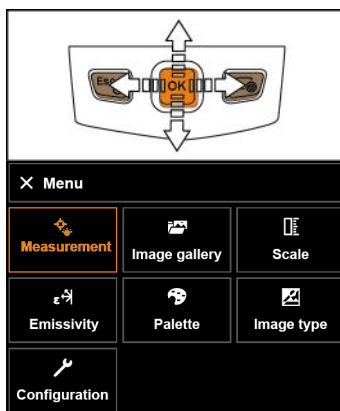 Esc
OK
Menu
Measurement
Image gallery
Scale
ε
Emissivity
Palette
Image type
Configuration